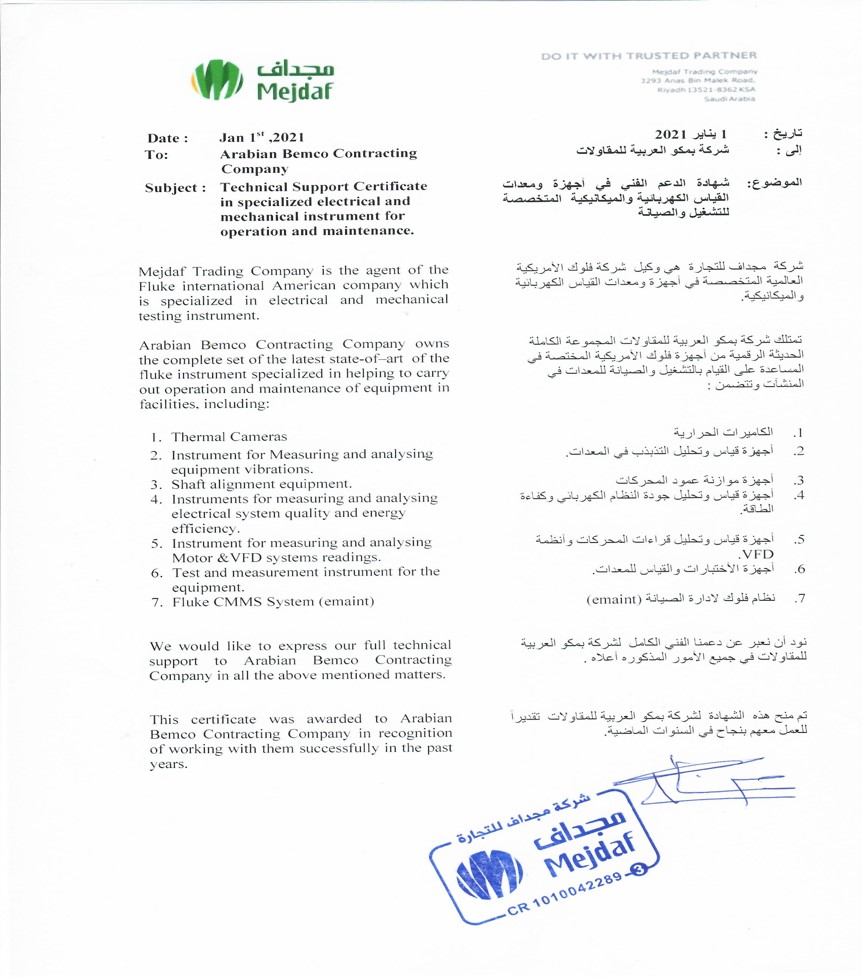 مجداف
Mejdaf
DO IT WITH TRUSTED PARTNER
Mejdaf Trading Company
3293 Anas Bin Malek Road,
Riyadh 13521-8362 KSA
Saudi Arabia
Date : Jan 1st ,2021
To: Arabian Bemco Contracting
Company
Subject : Technical Support Certificate
in specialized electrical and
mechanical instrument for
operation and maintenance.
تاريخ : 1 يناير 2021
إلى : شركة بمكو العربية للمقاولات
الموضوع: شهادة الدعم الفني في أجهزة ومعدات
القياس الكهربائية والميكانيكية المتخصصة
للتشغيل والصيانة
Mejdaf Trading Company is the agent of the
Fluke international American company which
is specialized in electrical and mechanical
testing instrument.
شركة مجداف للتجارة هي وكيل شركة فلوك الأمريكية
العالمية المتخصصة في أجهزة ومعدات القياس الكهربائية
والميكانيكية.
Arabian Bemco Contracting Company owns
the complete set of the latest state-of–art of the
fluke instrument specialized in helping to carry
out operation and maintenance of equipment in
facilities, including:
تمتلك شركة بمكو العربية للمقاولات المجموعة الكاملة
الحديثة الرقمية من أجهزة فلوك الأمريكية المختصة في
المساعدة على القيام بالتشغيل والصيانة للمعدات في
المنشات وتتضمن :
1. Thermal Cameras
2. Instrument for Measuring and analysing
equipment vibrations.
3. Shaft alignment equipment.
4. Instruments for measuring and analysing
electrical system quality and energy
efficiency.
5. Instrument for measuring and analysing
Motor &VFD systems readings.
6. Test and measurement instrument for the
equipment.
7. Fluke CMMS System (emaint)
1. الكاميرات الحرارية
2. أجهزة قياس وتحليل التذبذب في المعدات.
3. أجهزة موازنة عمود المحركات
4. أجهزة قياس وتحليل جودة النظام الكهربائي وكفاءة
الطاقة.
5. أجهزة قياس وتحليل قراءات المحركات وأنظمة
VFD.
6. أجهزة الأختبارات والقياس للمعدات.
7. نظام فلوك لادارة الصيانة (emaint)
We would like to express our full technical
support to Arabian Bemco Contracting
Company in all the above mentioned matters.
نود أن نعبر عن دعمنا الفني الكامل لشركة بمكو العربية
للمقاولات في جميع الأمور المذكوره أعلاه .
This certificate was awarded to Arabian
Bemco Contracting Company in recognition
of working with them successfully in the past
years.
تم منح هذه الشهادة لشركة بمكو العربية للمقاولات تقديراً
للعمل معهم بنجاح في السنوات الماضية.
شركة مجداف للتجارة
مجداف
Mejdaf
CR 1010042289 -3